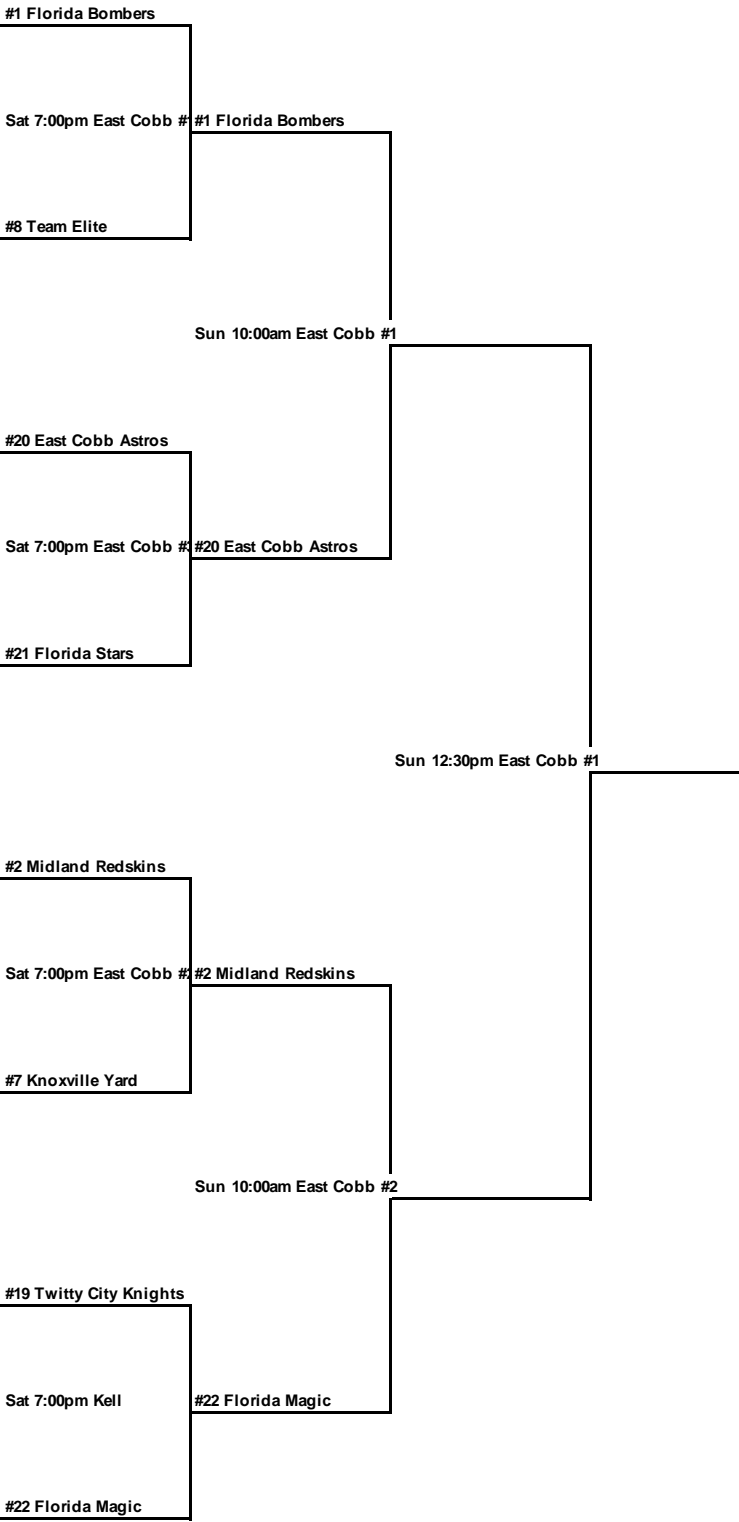 #1 Florida Bombers
Sat 7:00pm East Cobb #1
#1 Florida Bombers
#8 Team Elite
Sun 10:00am East Cobb #1
#20 East Cobb Astros
Sat 7:00pm East Cobb #3
#20 East Cobb Astros
#21 Florida Stars
Sun 12:30pm East Cobb #1
#2 Midland Redskins
Sat 7:00pm East Cobb #2
#2 Midland Redskins
#7 Knoxville Yard
Sun 10:00am East Cobb #2
#19 Twitty City Knights
Sat 7:00pm Kell
#22 Florida Magic
#22 Florida Magic